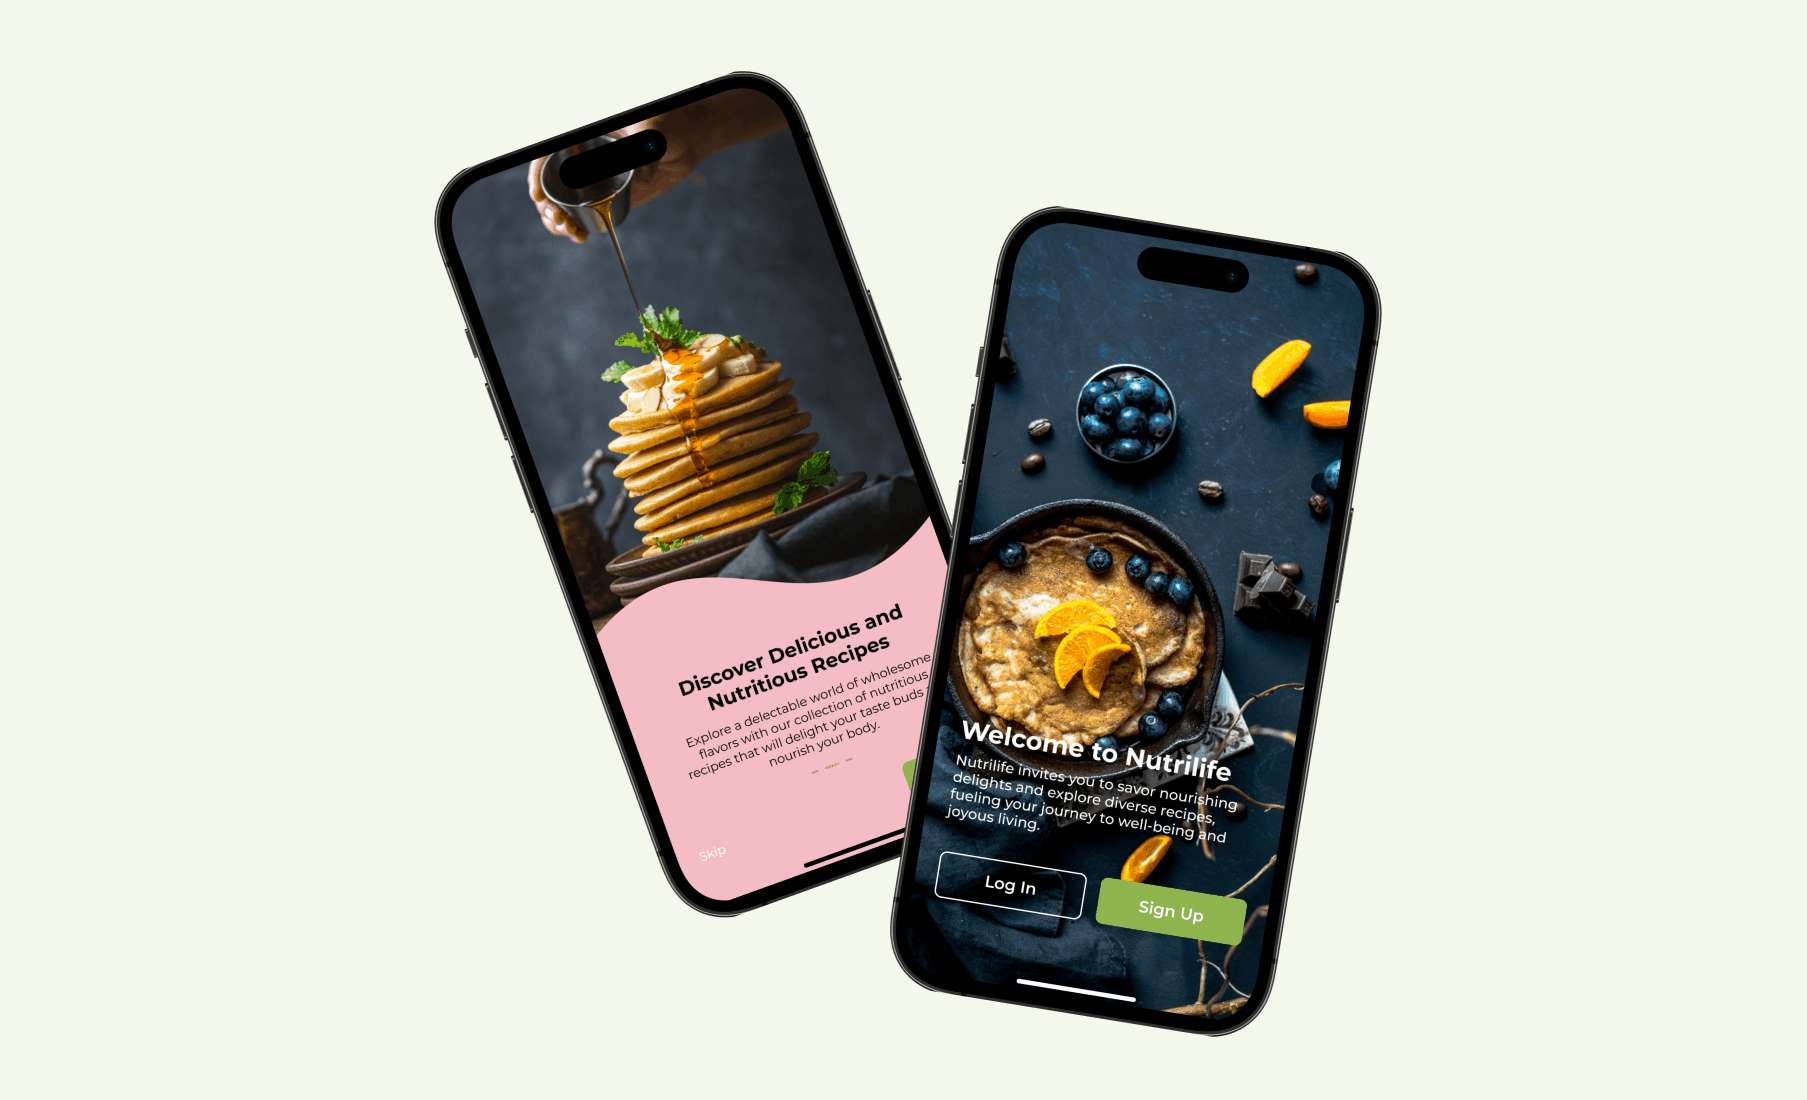 Discover Delicious and
Nutritious Recipes
Explore a delectable world of wholesome
flavors with our collection of nutritious
recipes that will delight your taste buds
nourish your body.
Skip
Welcome to Nutrilife
Nutrilife invites you to savor nourishing
delights and explore diverse recipes,
fueling your journey to well-being and
joyous living.
Log In
Sign Up